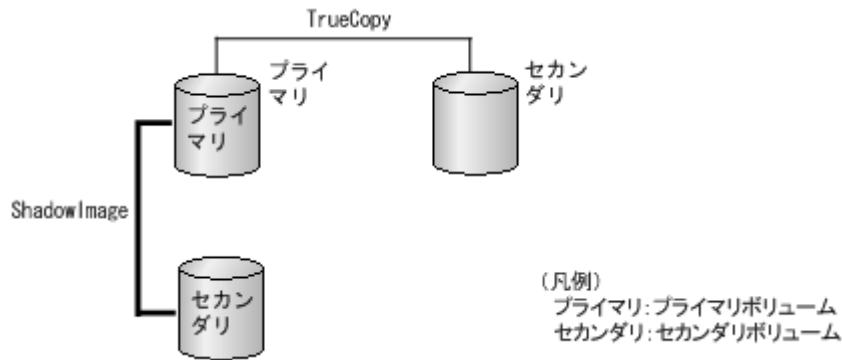 TrueCopy
プライ
マリ
セカン
ダリ
プライ
マリ
ShadowImage
セカン
ダリ
(凡例)
プライマリ:プライマリボリューム
セカンダリ:セカンダリボリューム